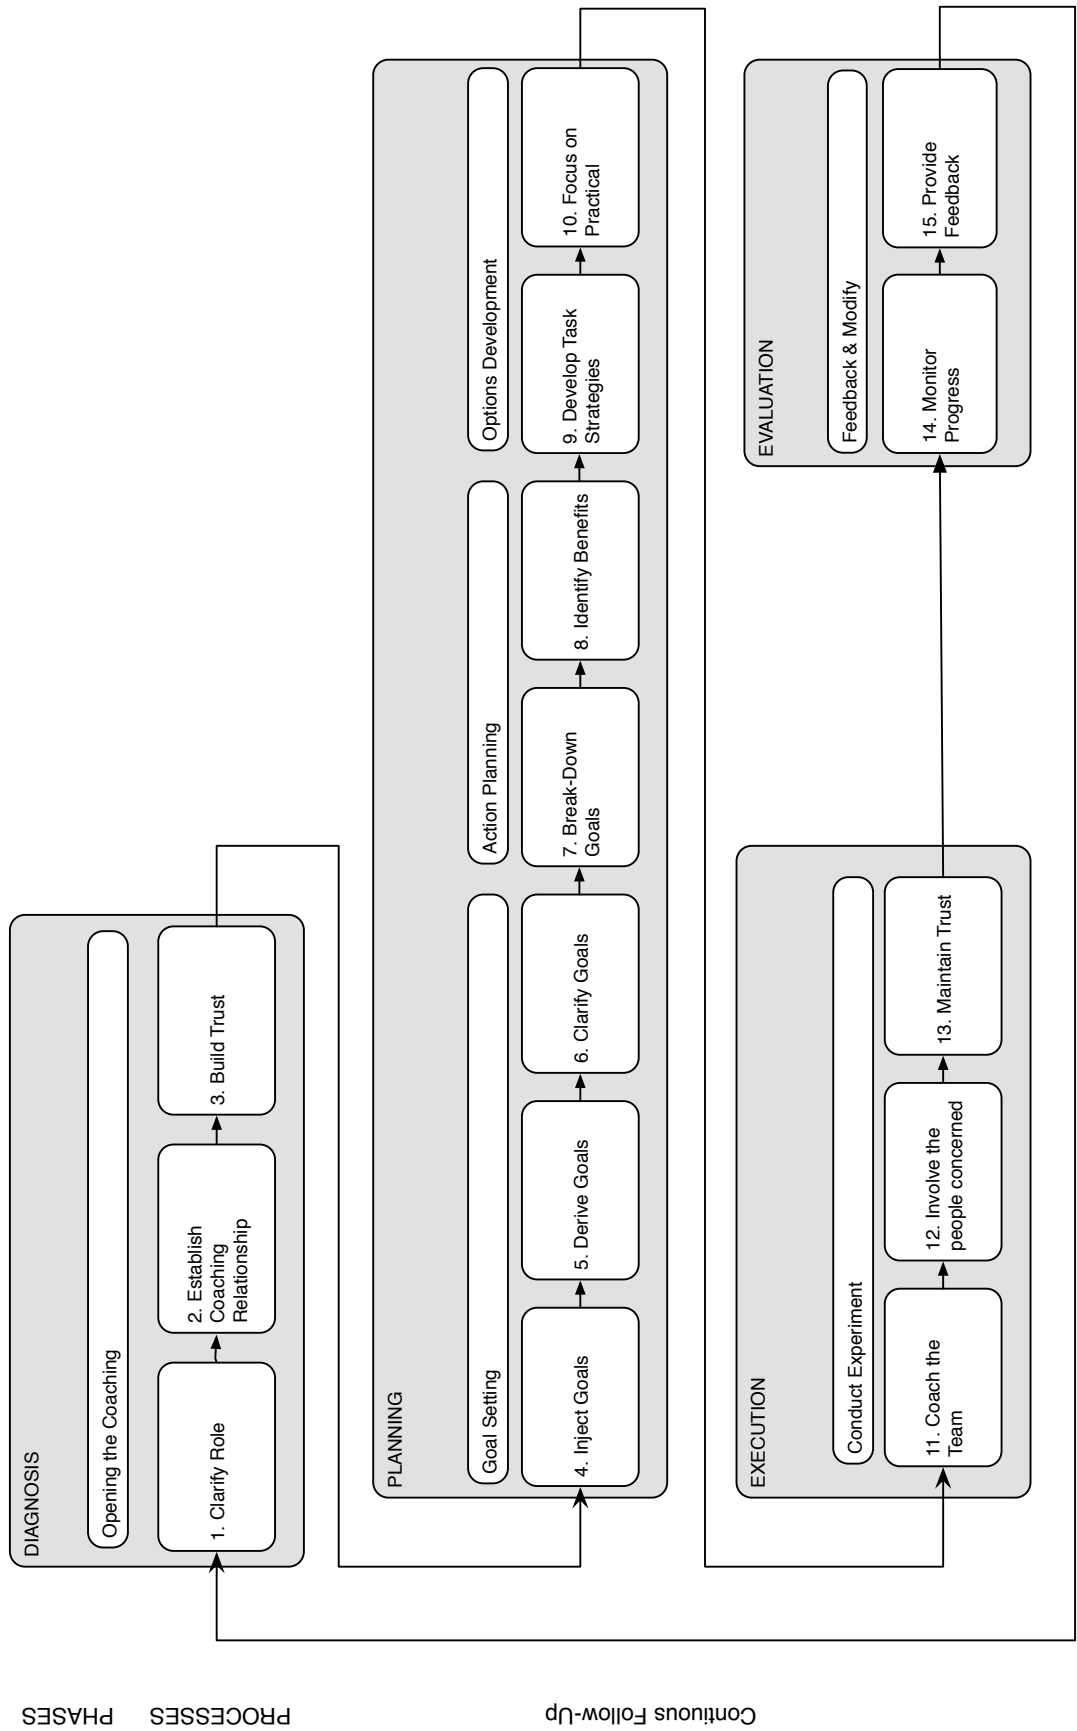 PHASES
PROCESSES
Continuous Follow-Up
DIAGNOSIS
Opening the Coaching
1. Clarify Role
2. Establish
Coaching
Relationship
3. Build Trust
PLANNING
Goal Setting
4. Inject Goals
5. Derive Goals
6. Clarify Goals
Action Planning
7. Break-Down
Goals
8. Identify Benefits
Options Development
9. Develop Task
Strategies
10. Focus on
Practical
EXECUTION
Conduct Experiment
11. Coach the
Team
12. Involve the
people concerned
13. Maintain Trust
EVALUATION
Feedback & Modify
14. Monitor
Progress
15. Provide
Feedback